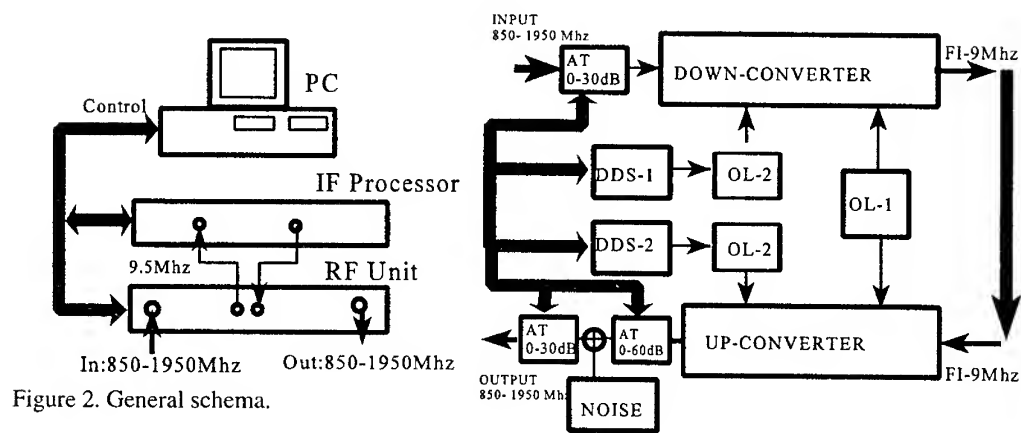 PC
Control
IF Processor
9.5Mhz
RF Unit
In:850-1950Mhz
Out:850-1950Mhz
Figure 2. General schema.
INPUT
850- 1950 Mhz
AT
0-30dB
DOWN-CONVERTER
FI-9Mhz
DDS-1
OL-2
OL-1
DDS-2
OL-2
AT
0-30dB
AT
0-60dB
UP-CONVERTER
FI-9Mhz
OUTPUT
850- 1950 Mhz
NOISE